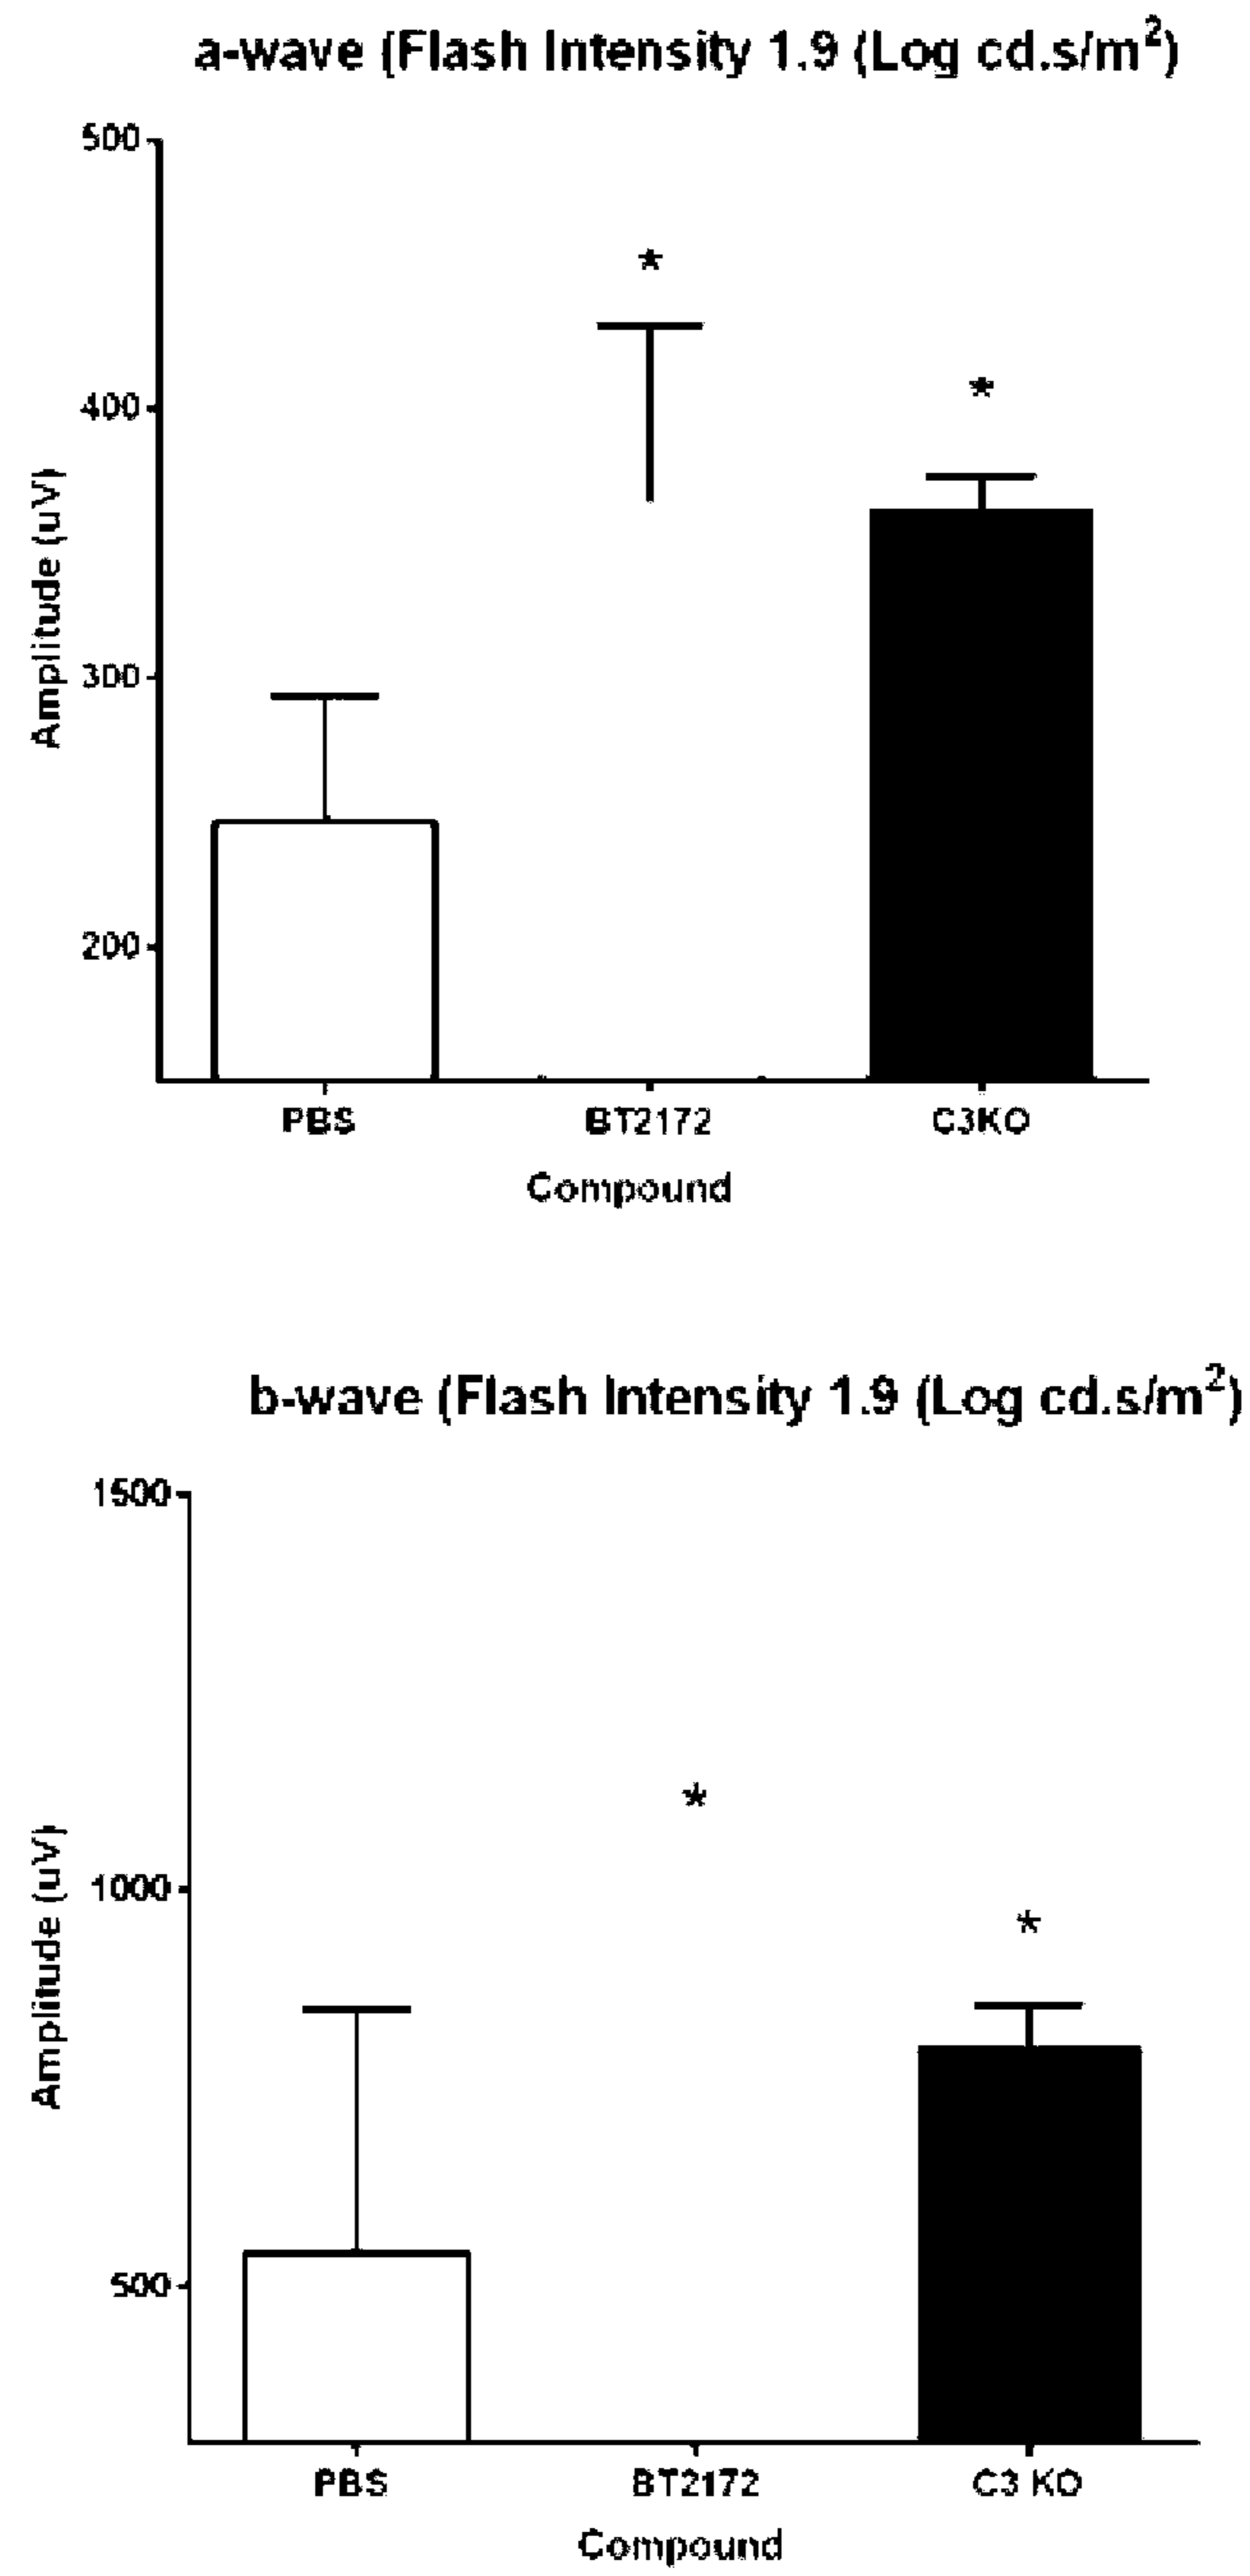 a-wave (Flash Intensity 1.9 (Log cd.s/m²)
500
*
400
*
Amplitude (uV)
300
200
PBS BT2172 C3KO
Compound
b-wave (Flash Intensity 1.9 (Log cd.s/m²)
1500
*
1000
*
Amplitude (uV)
500
PBS BT2172 C3 KO
Compound